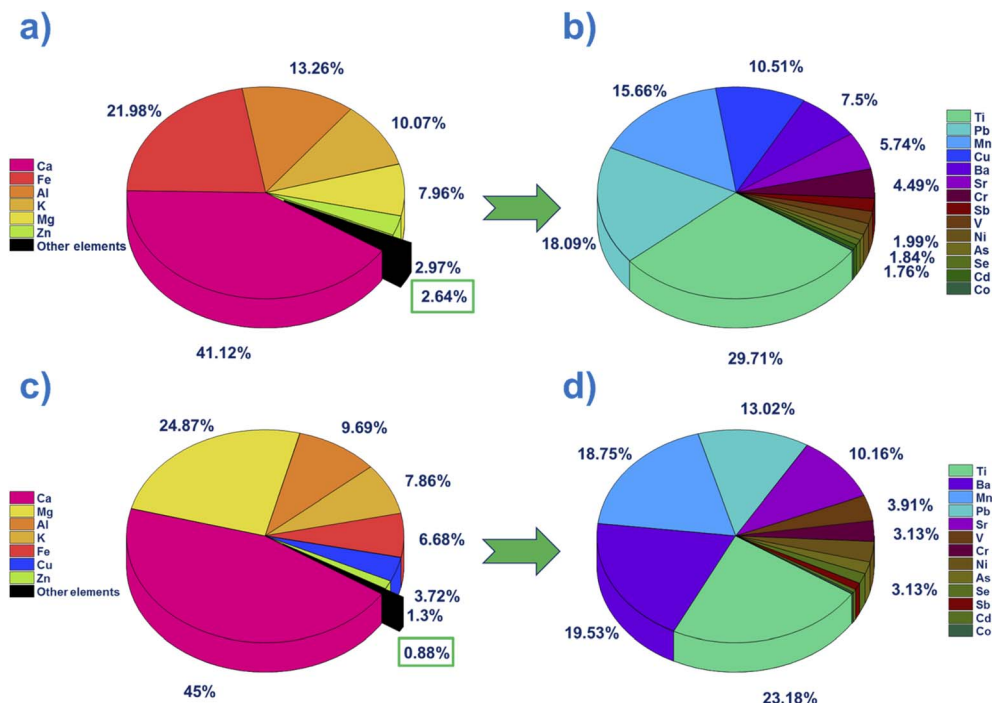 a)
13.26%
21.98%
10.07%
7.96%
2.97%
2.64%
41.12%
Ca
Fe
Al
K
Mg
Zn
Other elements
b)
10.51%
15.66%
7.5%
5.74%
4.49%
18.09%
1.99%
1.84%
1.76%
29.71%
Ti
Pb
Mn
Cu
Ba
Sr
Cr
Sb
V
Ni
As
Se
Cd
Co
c)
24.87%
9.69%
7.86%
6.68%
3.72%
1.3%
0.88%
45%
Ca
Mg
Al
K
Fe
Cu
Zn
Other elements
d)
13.02%
18.75%
10.16%
3.91%
3.13%
3.13%
19.53%
23.18%
Ti
Ba
Mn
Pb
Sr
V
Cr
Ni
As
Se
Sb
Cd
Co